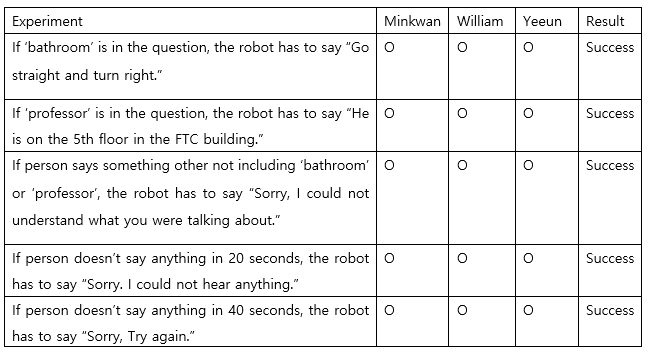 Experiment Minkwan William Yeeun Result
If ‘bathroom’ is in the question, the robot has to say “Go O O O Success
straight and turn right.”
If ‘professor’ is in the question, the robot has to say “He O O O Success
is on the 5th floor in the FTC building.”
If person says something other not including ‘bathroom’ O O O Success
or ‘professor’, the robot has to say “Sorry, I could not
understand what you were talking about.”
If person doesn’t say anything in 20 seconds, the robot O O O Success
has to say “Sorry. I could not hear anything.”
If person doesn’t say anything in 40 seconds, the robot O O O Success
has to say “Sorry, Try again.”